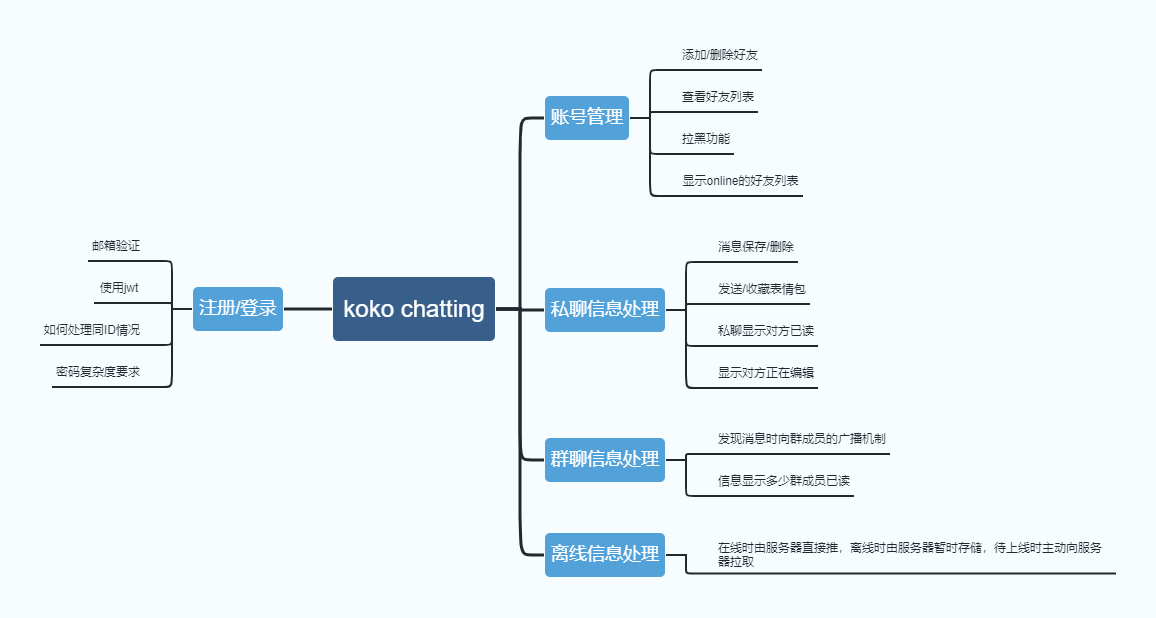 koko chatting
注册/登录
邮箱验证
使用jwt
如何处理同ID情况
密码复杂度要求
账号管理
添加/删除好友
查看好友列表
拉黑功能
显示online的好友列表
私聊信息处理
消息保存/删除
发送/收藏表情包
私聊显示对方已读
显示对方正在编辑
群聊信息处理
发现消息时向群成员的广播机制
信息显示多少群成员已读
离线信息处理
在线时由服务器直接推，离线时由服务器暂时存储，待上线时主动向服务
器拉取